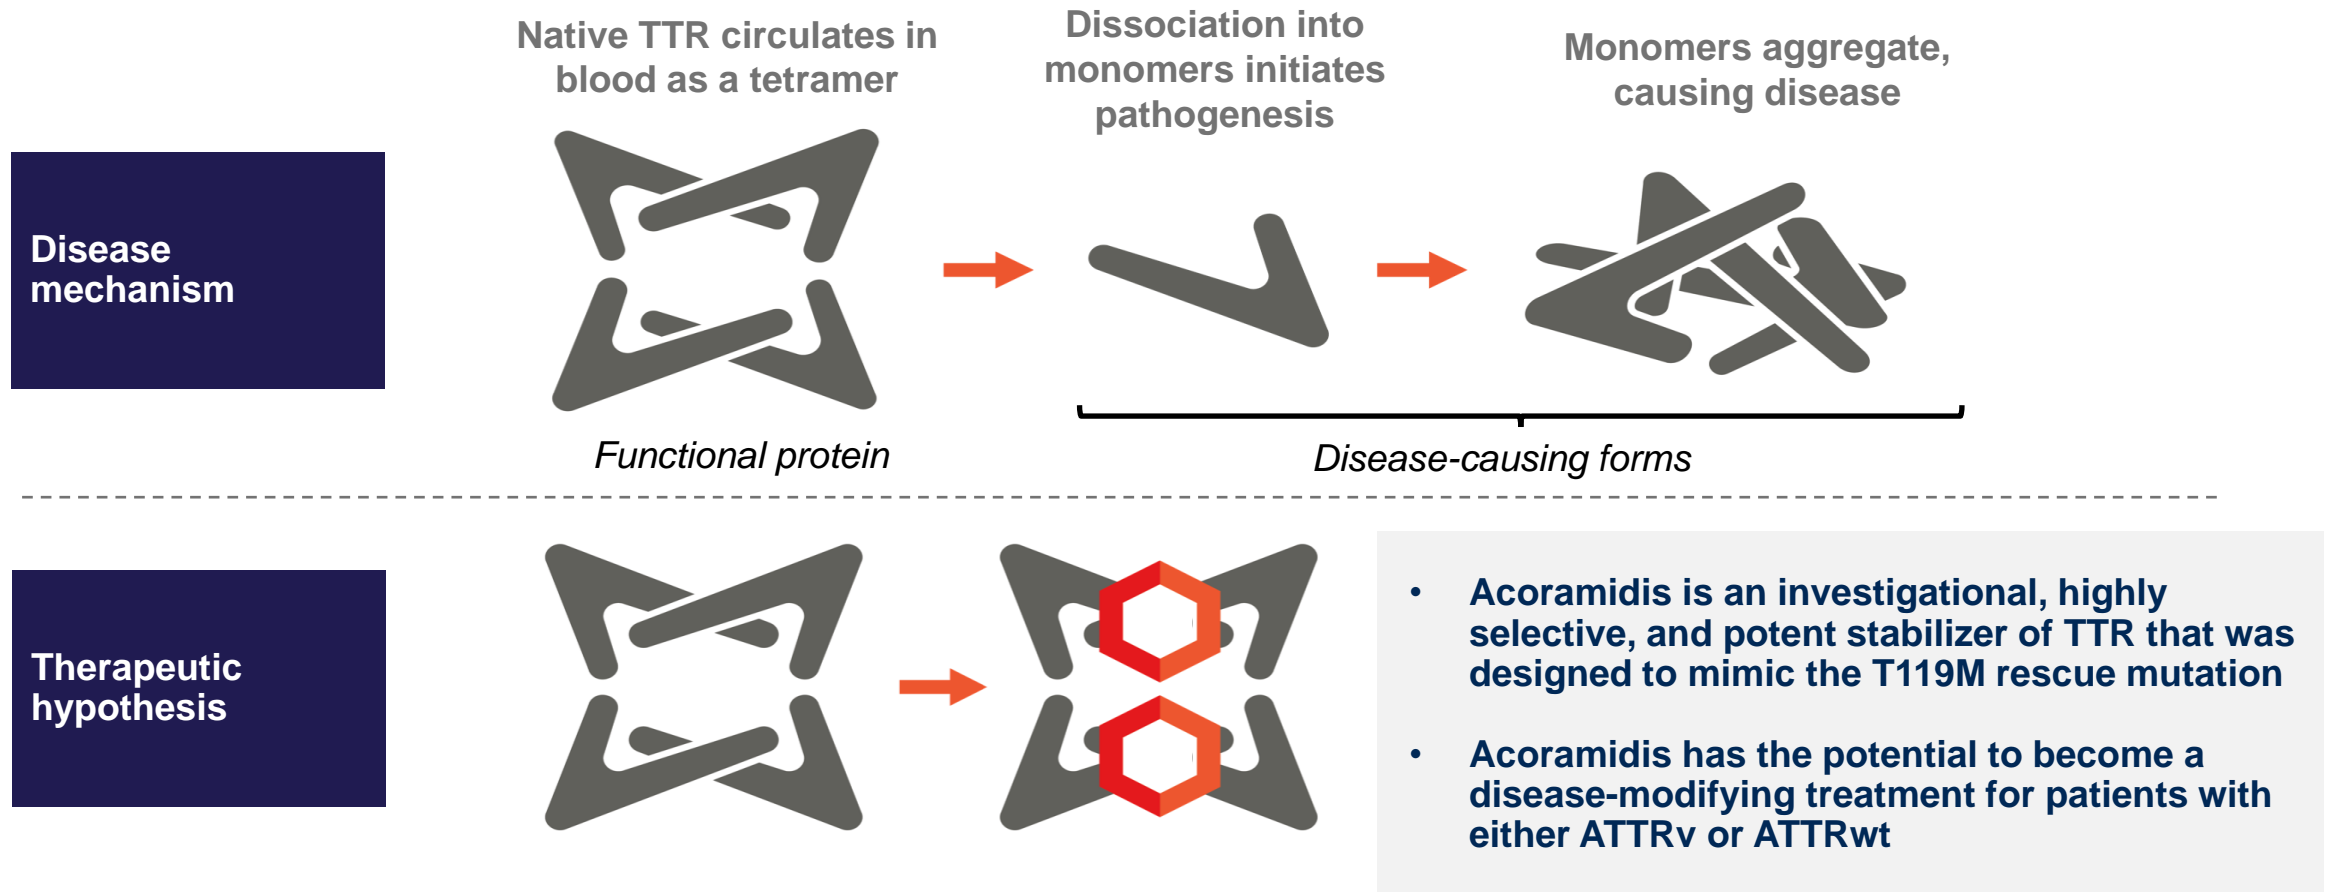 Native TTR circulates in
blood as a tetramer
Dissociation into
monomers initiates
pathogenesis
Monomers aggregate,
causing disease
Disease
mechanism
Functional protein
Disease-causing forms
Therapeutic
hypothesis
• Acoramidis is an investigational, highly
selective, and potent stabilizer of TTR that was
designed to mimic the T119M rescue mutation
• Acoramidis has the potential to become a
disease-modifying treatment for patients with
either ATTRv or ATTRwt